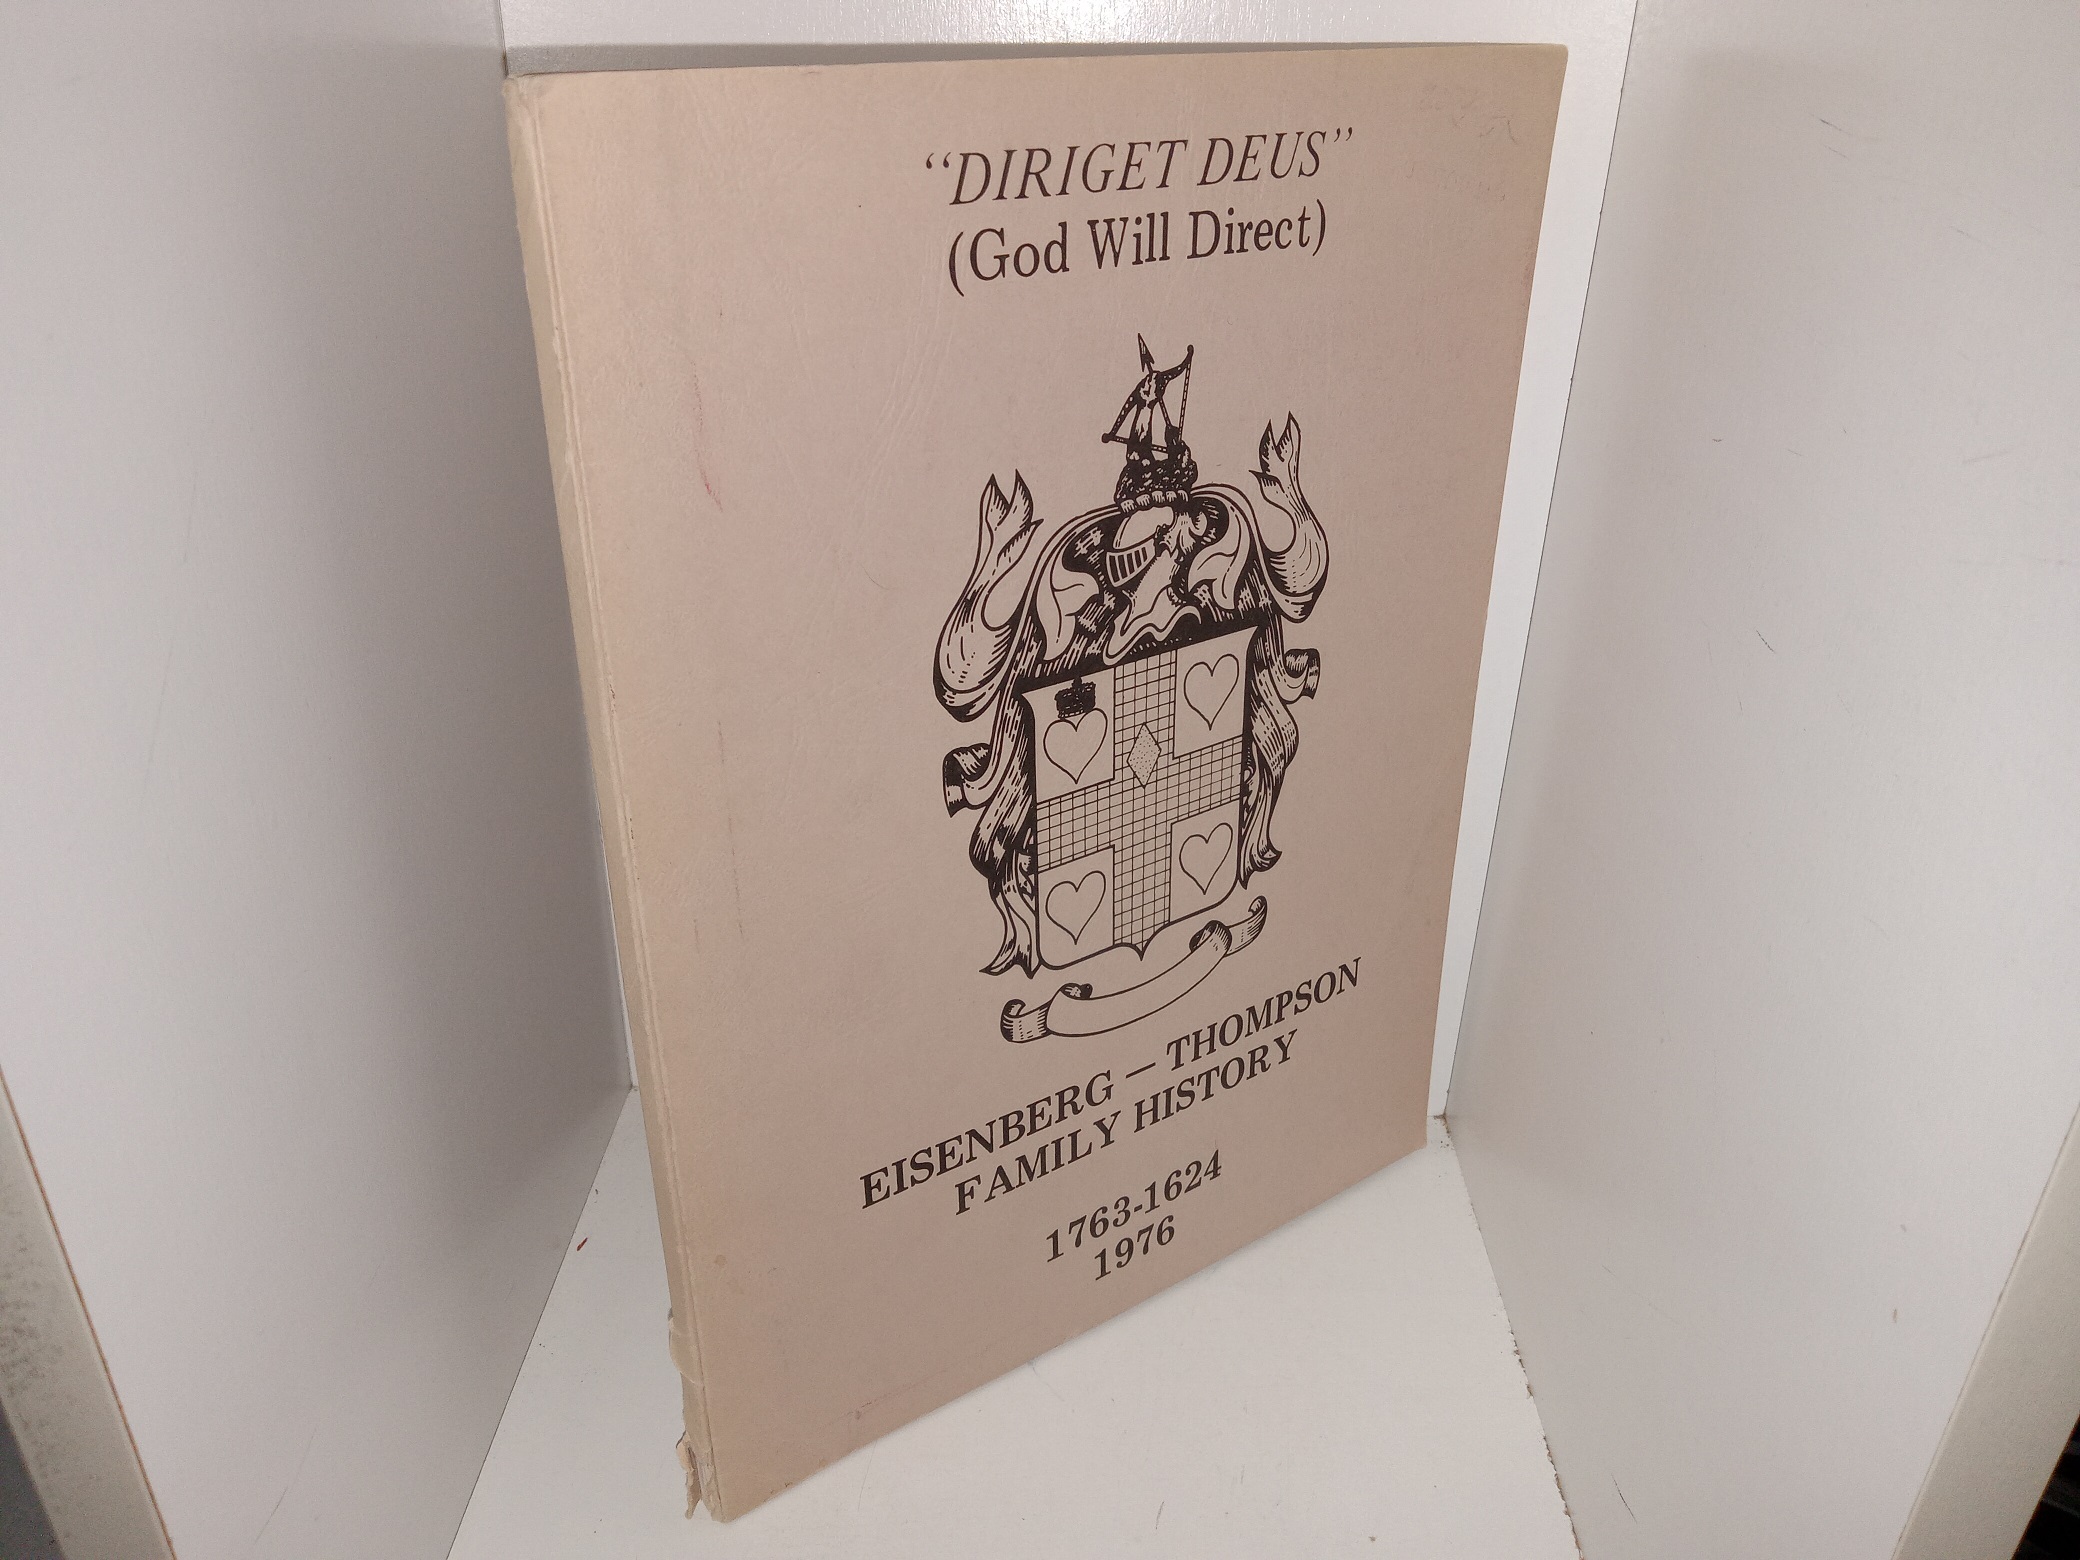 “DIRIGET DEUS”
(God Will Direct)
EISENBERG — THOMPSON
FAMILY HISTORY
1763-1624
1976